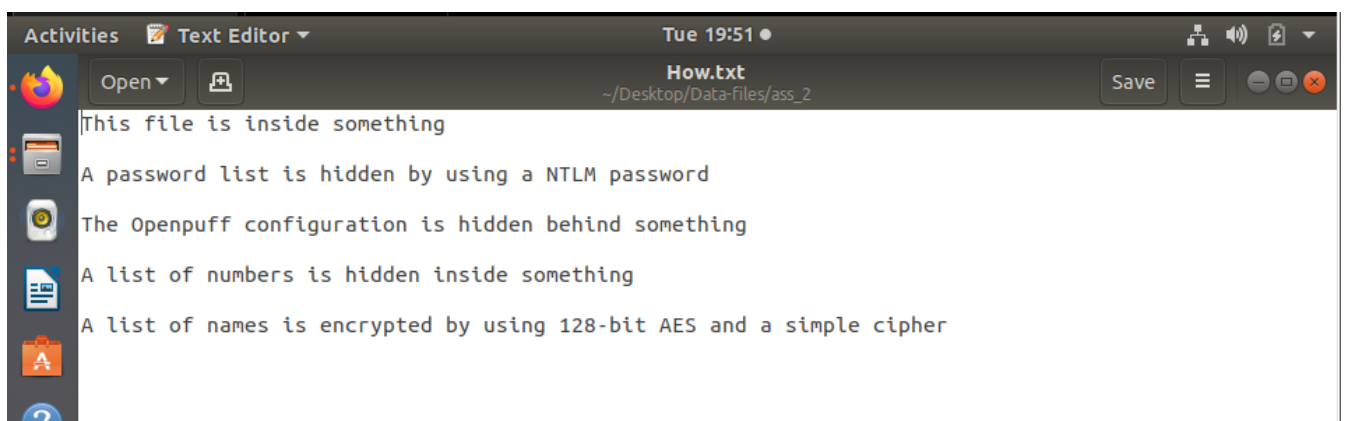 Activities Text Editor Tue 19:51
Open How.txt Save
~/Desktop/Data-files/ass_2
This file is inside something
A password list is hidden by using a NTLM password
The Openpuff configuration is hidden behind something
A list of numbers is hidden inside something
A list of names is encrypted by using 128-bit AES and a simple cipher